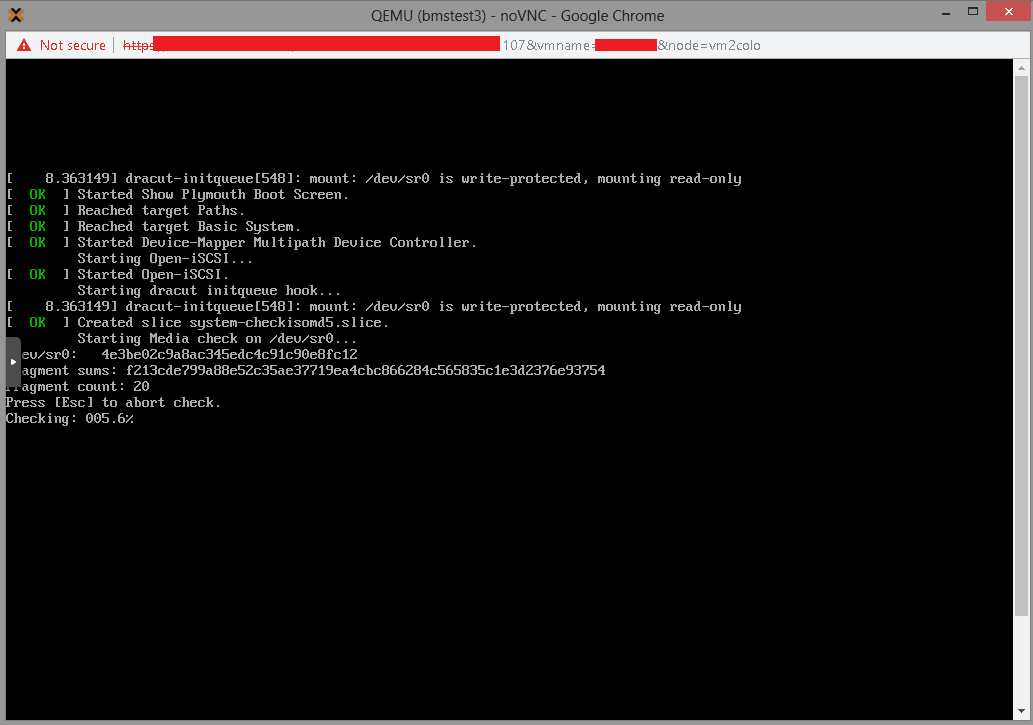 QEMU (bmstest3) - noVNC - Google Chrome
Not secure | https: 107&vmname= &node=vm2colo
[    8.363149] dracut-initqueue[548]: mount: /dev/sr0 is write-protected, mounting read-only
[  OK  ] Started Show Plymouth Boot Screen.
[  OK  ] Reached target Paths.
[  OK  ] Reached target Basic System.
[  OK  ] Started Device-Mapper Multipath Device Controller.
         Starting Open-iSCSI...
[  OK  ] Started Open-iSCSI.
         Starting dracut initqueue hook...
[    8.363149] dracut-initqueue[548]: mount: /dev/sr0 is write-protected, mounting read-only
[  OK  ] Created slice system-checkisomd5.slice.
         Starting Media check on /dev/sr0...
ev/sr0:   4e3be02c9a8ac345edc4c91c90e8fc12
agment sums: f213cde799a88e52c35ae37719ea4cbc866284c565835c1e3d2376e93754
ragment count: 20
Press [Esc] to abort check.
Checking: 005.6%